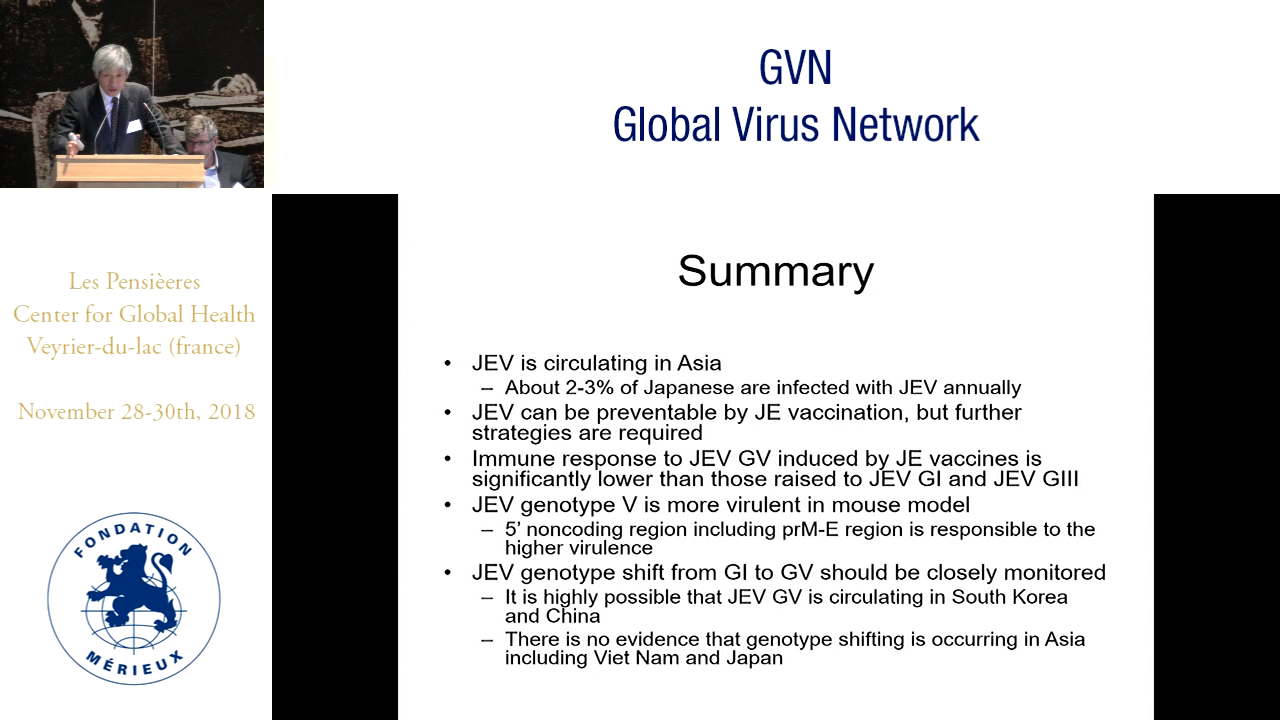 GVN
Global Virus Network
Les Pensièeres
Center for Global Health
Veyrier-du-lac (france)
November 28-30th, 2018
FONDATION
MÉRIEUX
Summary
• JEV is circulating in Asia
– About 2-3% of Japanese are infected with JEV annually
• JEV can be preventable by JE vaccination, but further
strategies are required
• Immune response to JEV GV induced by JE vaccines is
significantly lower than those raised to JEV GI and JEV GIII
• JEV genotype V is more virulent in mouse model
– 5’ noncoding region including prM-E region is responsible to the
higher virulence
• JEV genotype shift from GI to GV should be closely monitored
– It is highly possible that JEV GV is circulating in South Korea
and China
– There is no evidence that genotype shifting is occurring in Asia
including Viet Nam and Japan